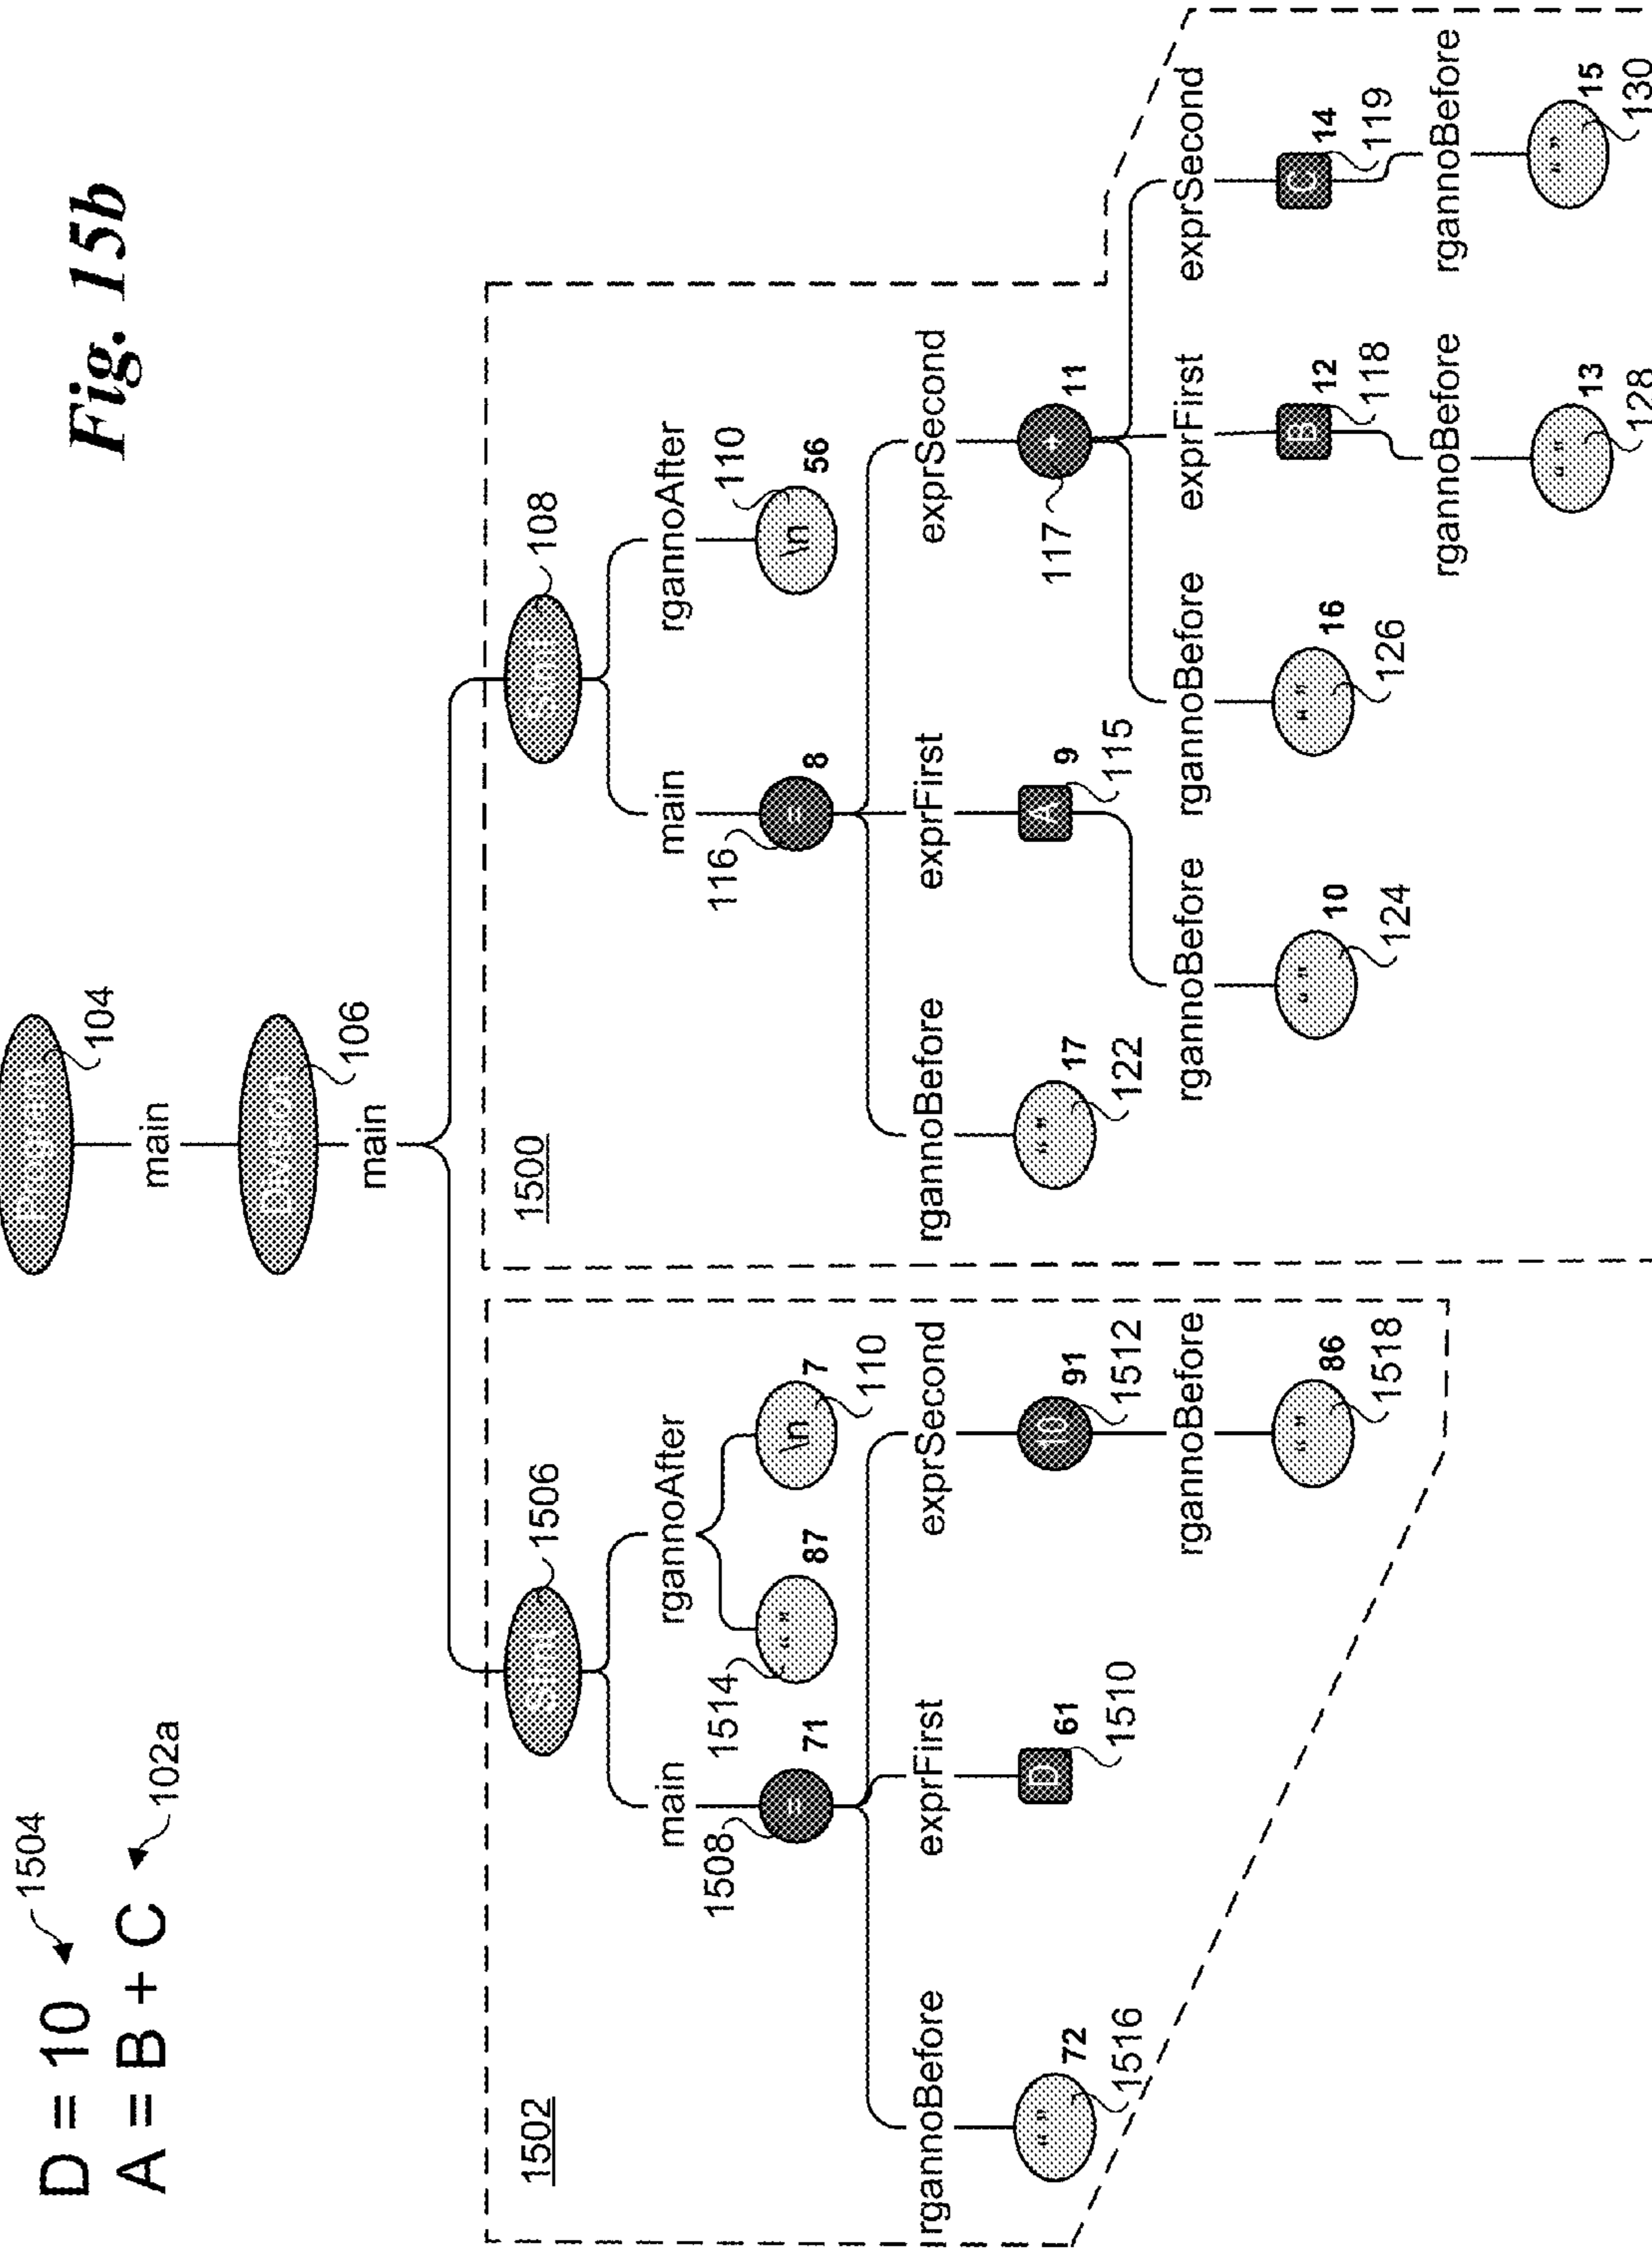 Fig. 15b
D = 10
1504
A = B + C
102a
Program
104
main
Division
106
main
1502
1506
main
rgannoAfter
1508
=
71
1514
“ ”
87
\n
7
110
rgannoBefore
exprFirst
exprSecond
“ ”
72
1516
D
61
1510
10
91
1512
rgannoBefore
“ ”
86
1518
1500
108
main
rgannoAfter
116
=
8
\n
110
56
rgannoBefore
exprFirst
exprSecond
“ ”
17
122
A
9
115
117
+
11
rgannoBefore
rgannoBefore
exprFirst
exprSecond
“ ”
10
124
“ ”
16
126
B
12
118
C
14
119
rgannoBefore
rgannoBefore
“ ”
13
128
“ ”
15
130